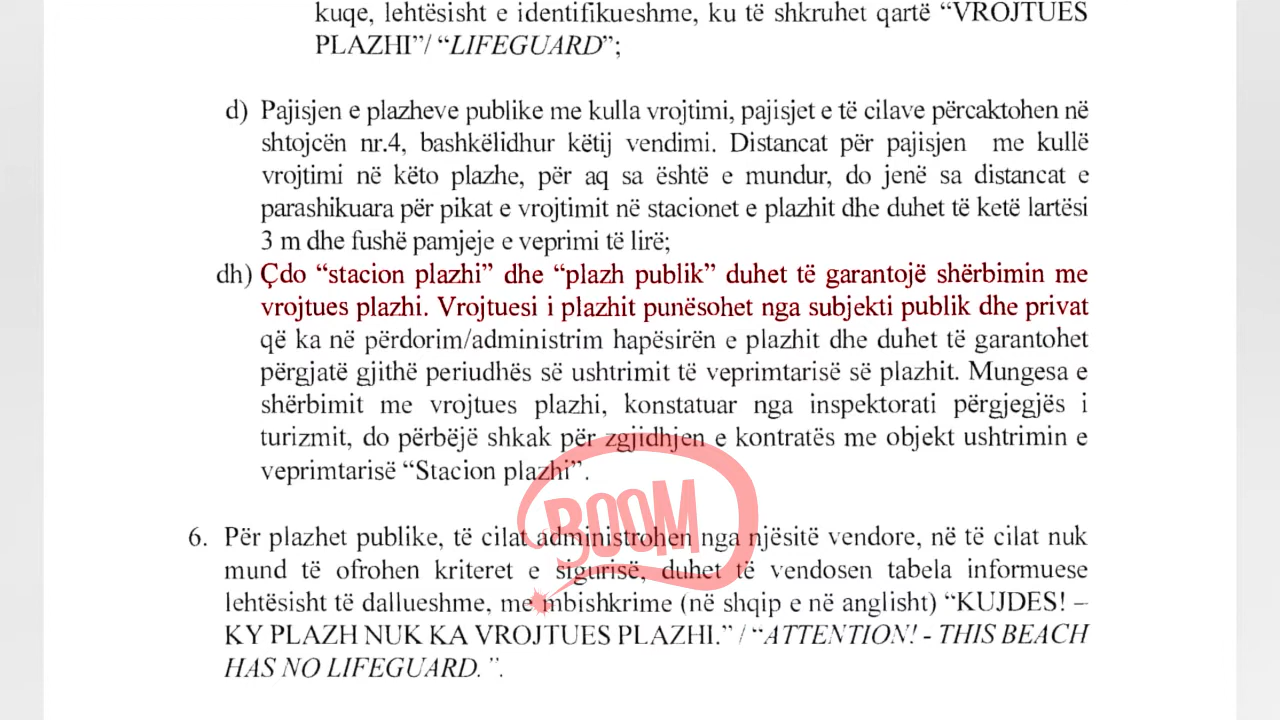 kuqe, lehtësisht e identifikueshme, ku të shkruhet qartë “VROJTUES
PLAZHI”/ “LIFEGUARD”;
d) Pajisjen e plazheve publike me kulla vrojtimi, pajisjet e të cilave përcaktohen në
shtojcën nr.4, bashkëlidhur këtij vendimi. Distancat për pajisjen me kullë
vrojtimi në këto plazhe, për aq sa është e mundur, do jenë sa distancat e
parashikuara për pikat e vrojtimit në stacionet e plazhit dhe duhet të ketë lartësi
3 m dhe fushë pamjeje e veprimi të lirë;
dh) Çdo “stacion plazhi” dhe “plazh publik” duhet të garantojë shërbimin me
vrojtues plazhi. Vrojtuesi i plazhit punësohet nga subjekti publik dhe privat
që ka në përdorim/administrim hapësirën e plazhit dhe duhet të garantohet
përgjatë gjithë periudhës së ushtrimit të veprimtarisë së plazhit. Mungesa e
shërbimit me vrojtues plazhi, konstatuar nga inspektorati përgjegjës i
turizmit, do përbëjë shkak për zgjidhjen e kontratës me objekt ushtrimin e
veprimtarisë “Stacion plazhi”.
BOOM
6. Për plazhet publike, të cilat administrohen nga njësitë vendore, në të cilat nuk
mund të ofrohen kriteret e sigurisë, duhet të vendosen tabela informuese
lehtësisht të dallueshme, me mbishkrime (në shqip e në anglisht) “KUJDES! –
KY PLAZH NUK KA VROJTUES PLAZHI.” / “ATTENTION! - THIS BEACH
HAS NO LIFEGUARD. ”.